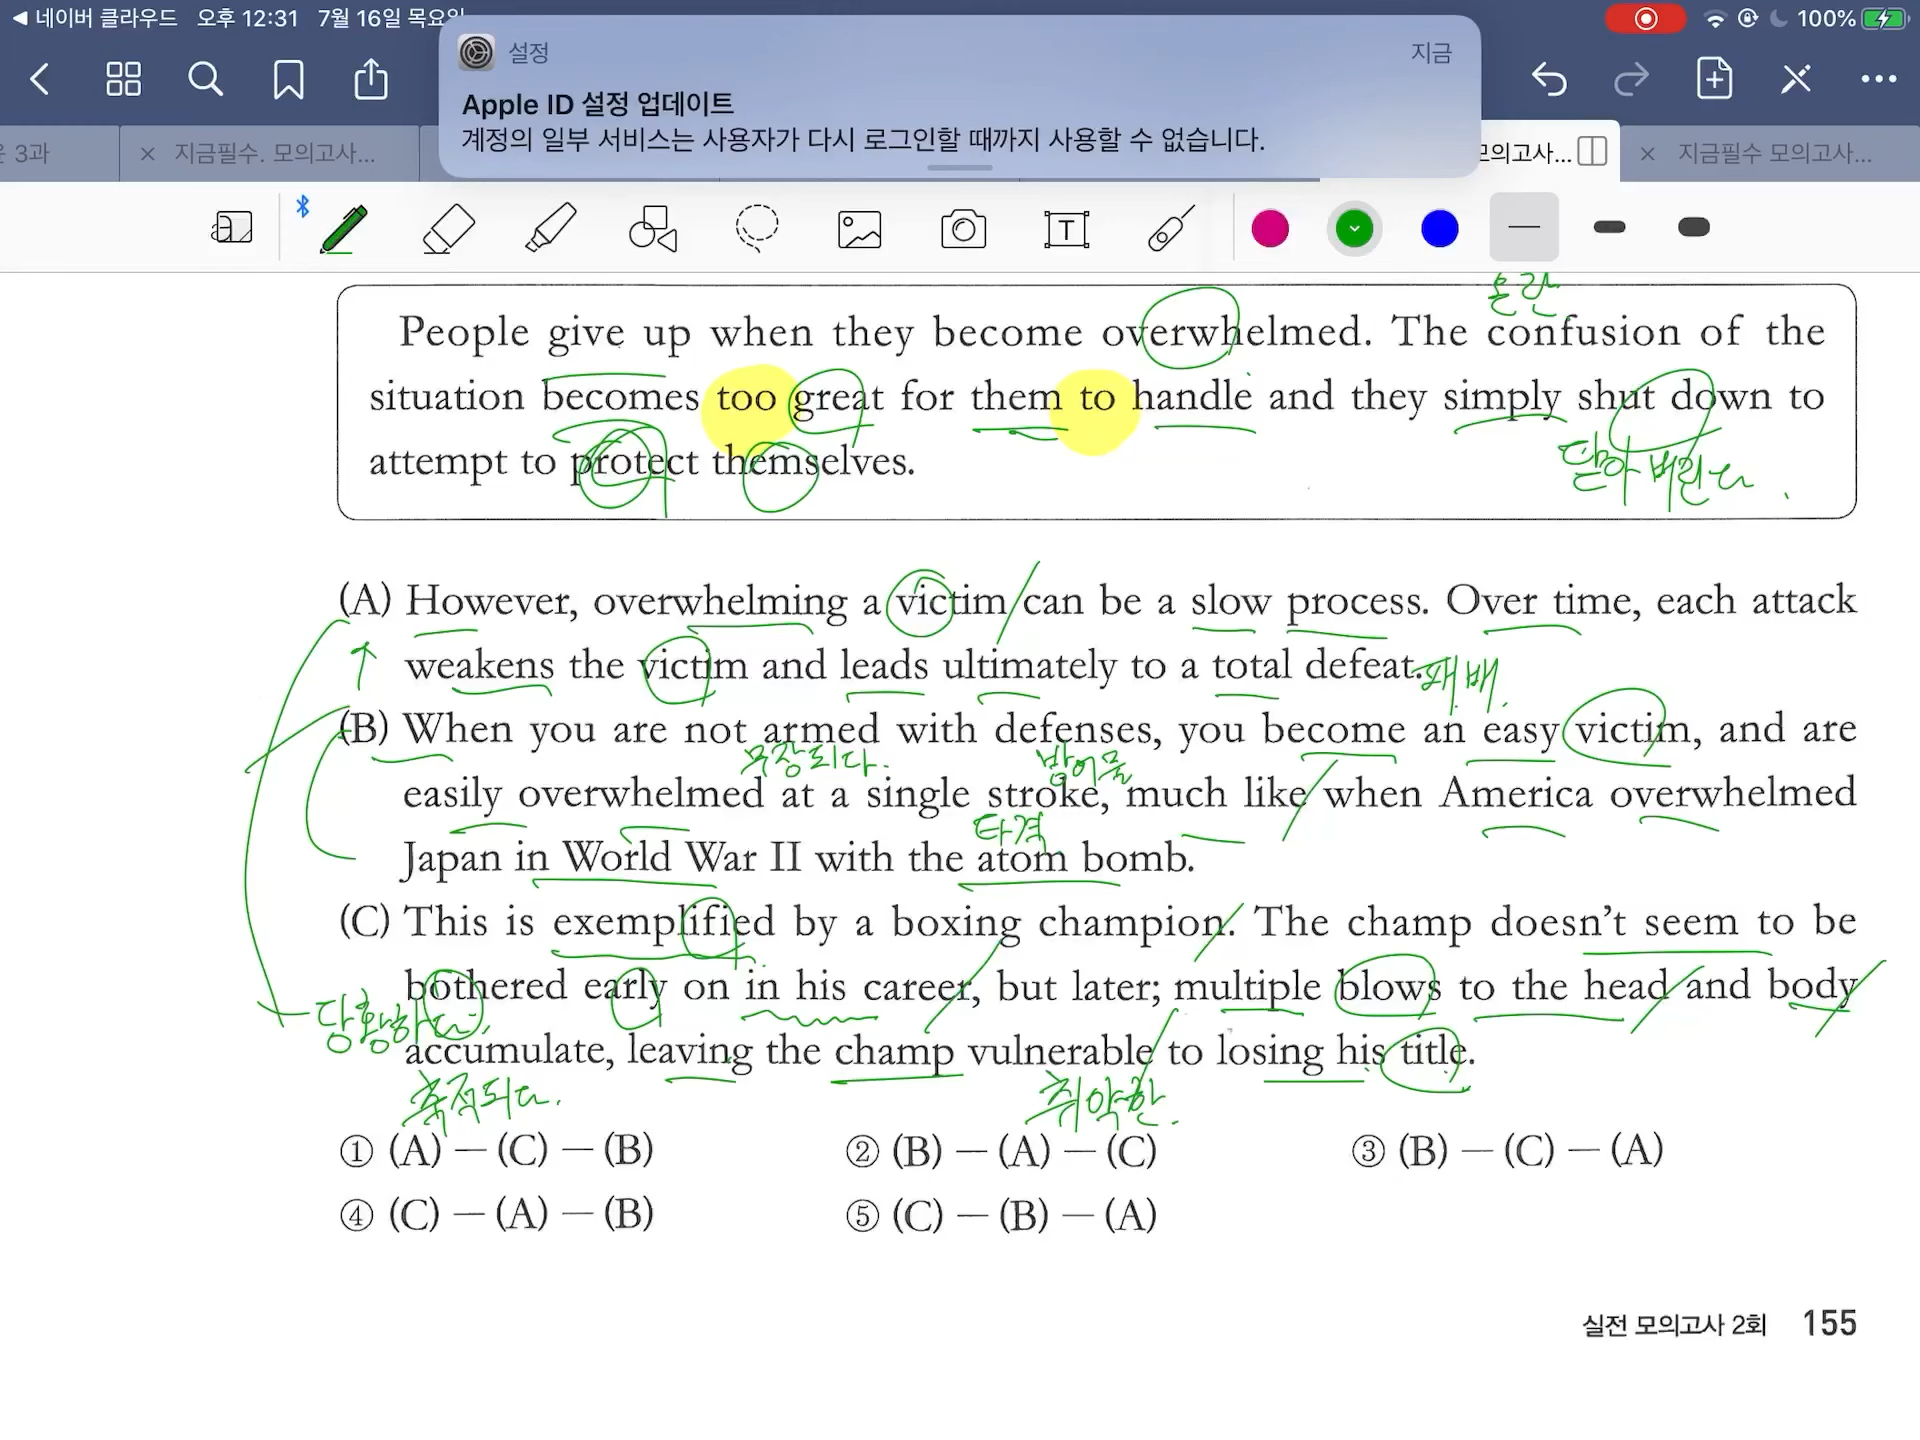 ◀ 네이버 클라우드 오후 12:31 7월 16일 목요일
100%
설정
지금
Apple ID 설정 업데이트
계정의 일부 서비스는 사용자가 다시 로그인할 때까지 사용할 수 없습니다.
3과
× 지금필수. 모의고사...
모의고사...
× 지금필수 모의고사...
T
혼란
People give up when they become overwhelmed. The confusion of the
situation becomes too great for them to handle and they simply shut down to
attempt to protect themselves.
닫아 버린다.
(A) However, overwhelming a victim can be a slow process. Over time, each attack
weakens the victim and leads ultimately to a total defeat.
패배.
(B) When you are not armed with defenses, you become an easy victim, and are
무장되다. 방어물
easily overwhelmed at a single stroke, much like when America overwhelmed
타격
Japan in World War II with the atom bomb.
(C) This is exemplified by a boxing champion. The champ doesn't seem to be
bothered early on in his career, but later; multiple blows to the head and body
당황하다.
accumulate, leaving the champ vulnerable to losing his title.
축적되다. 취약한.
① (A) – (C) – (B) ② (B) – (A) – (C) ③ (B) – (C) – (A)
④ (C) – (A) – (B) ⑤ (C) – (B) – (A)
실전 모의고사 2회 155